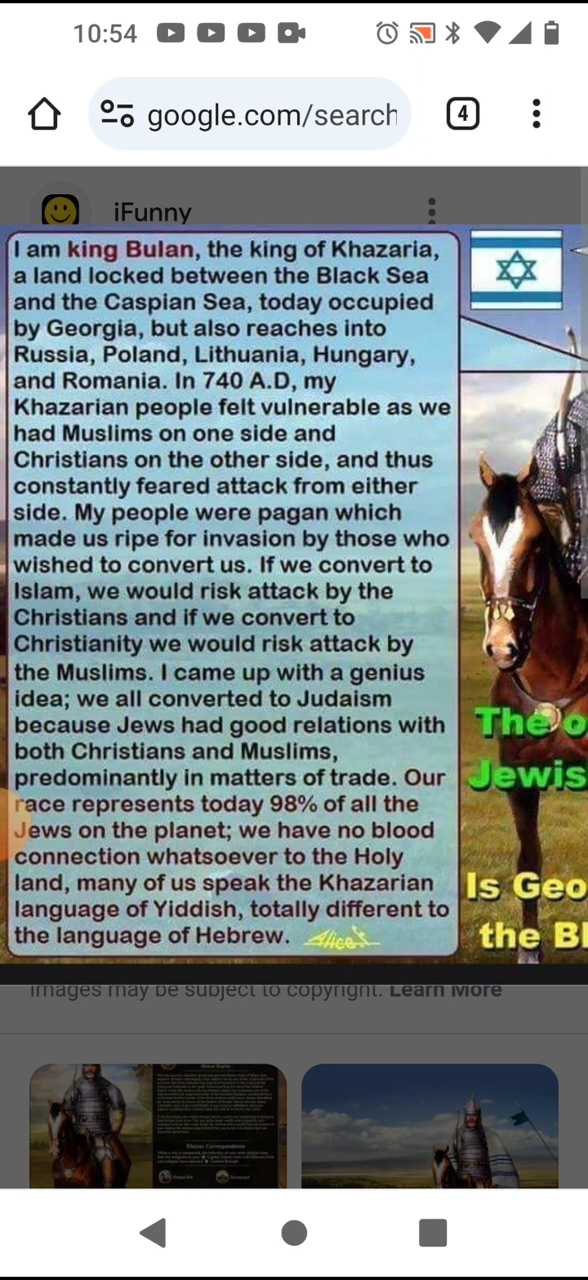 10:54
google.com/search
4
iFunny
I am king Bulan, the king of Khazaria,
a land locked between the Black Sea
and the Caspian Sea, today occupied
by Georgia, but also reaches into
Russia, Poland, Lithuania, Hungary,
and Romania. In 740 A.D, my
Khazarian people felt vulnerable as we
had Muslims on one side and
Christians on the other side, and thus
constantly feared attack from either
side. My people were pagan which
made us ripe for invasion by those who
wished to convert us. If we convert to
Islam, we would risk attack by the
Christians and if we convert to
Christianity we would risk attack by
the Muslims. I came up with a genius
idea; we all converted to Judaism
because Jews had good relations with
both Christians and Muslims,
predominantly in matters of trade. Our
race represents today 98% of all the
Jews on the planet; we have no blood
connection whatsoever to the Holy
land, many of us speak the Khazarian
language of Yiddish, totally different to
the language of Hebrew.
The o
Jewis
Is Geo
the Bl
Images may be subject to copyright. Learn More